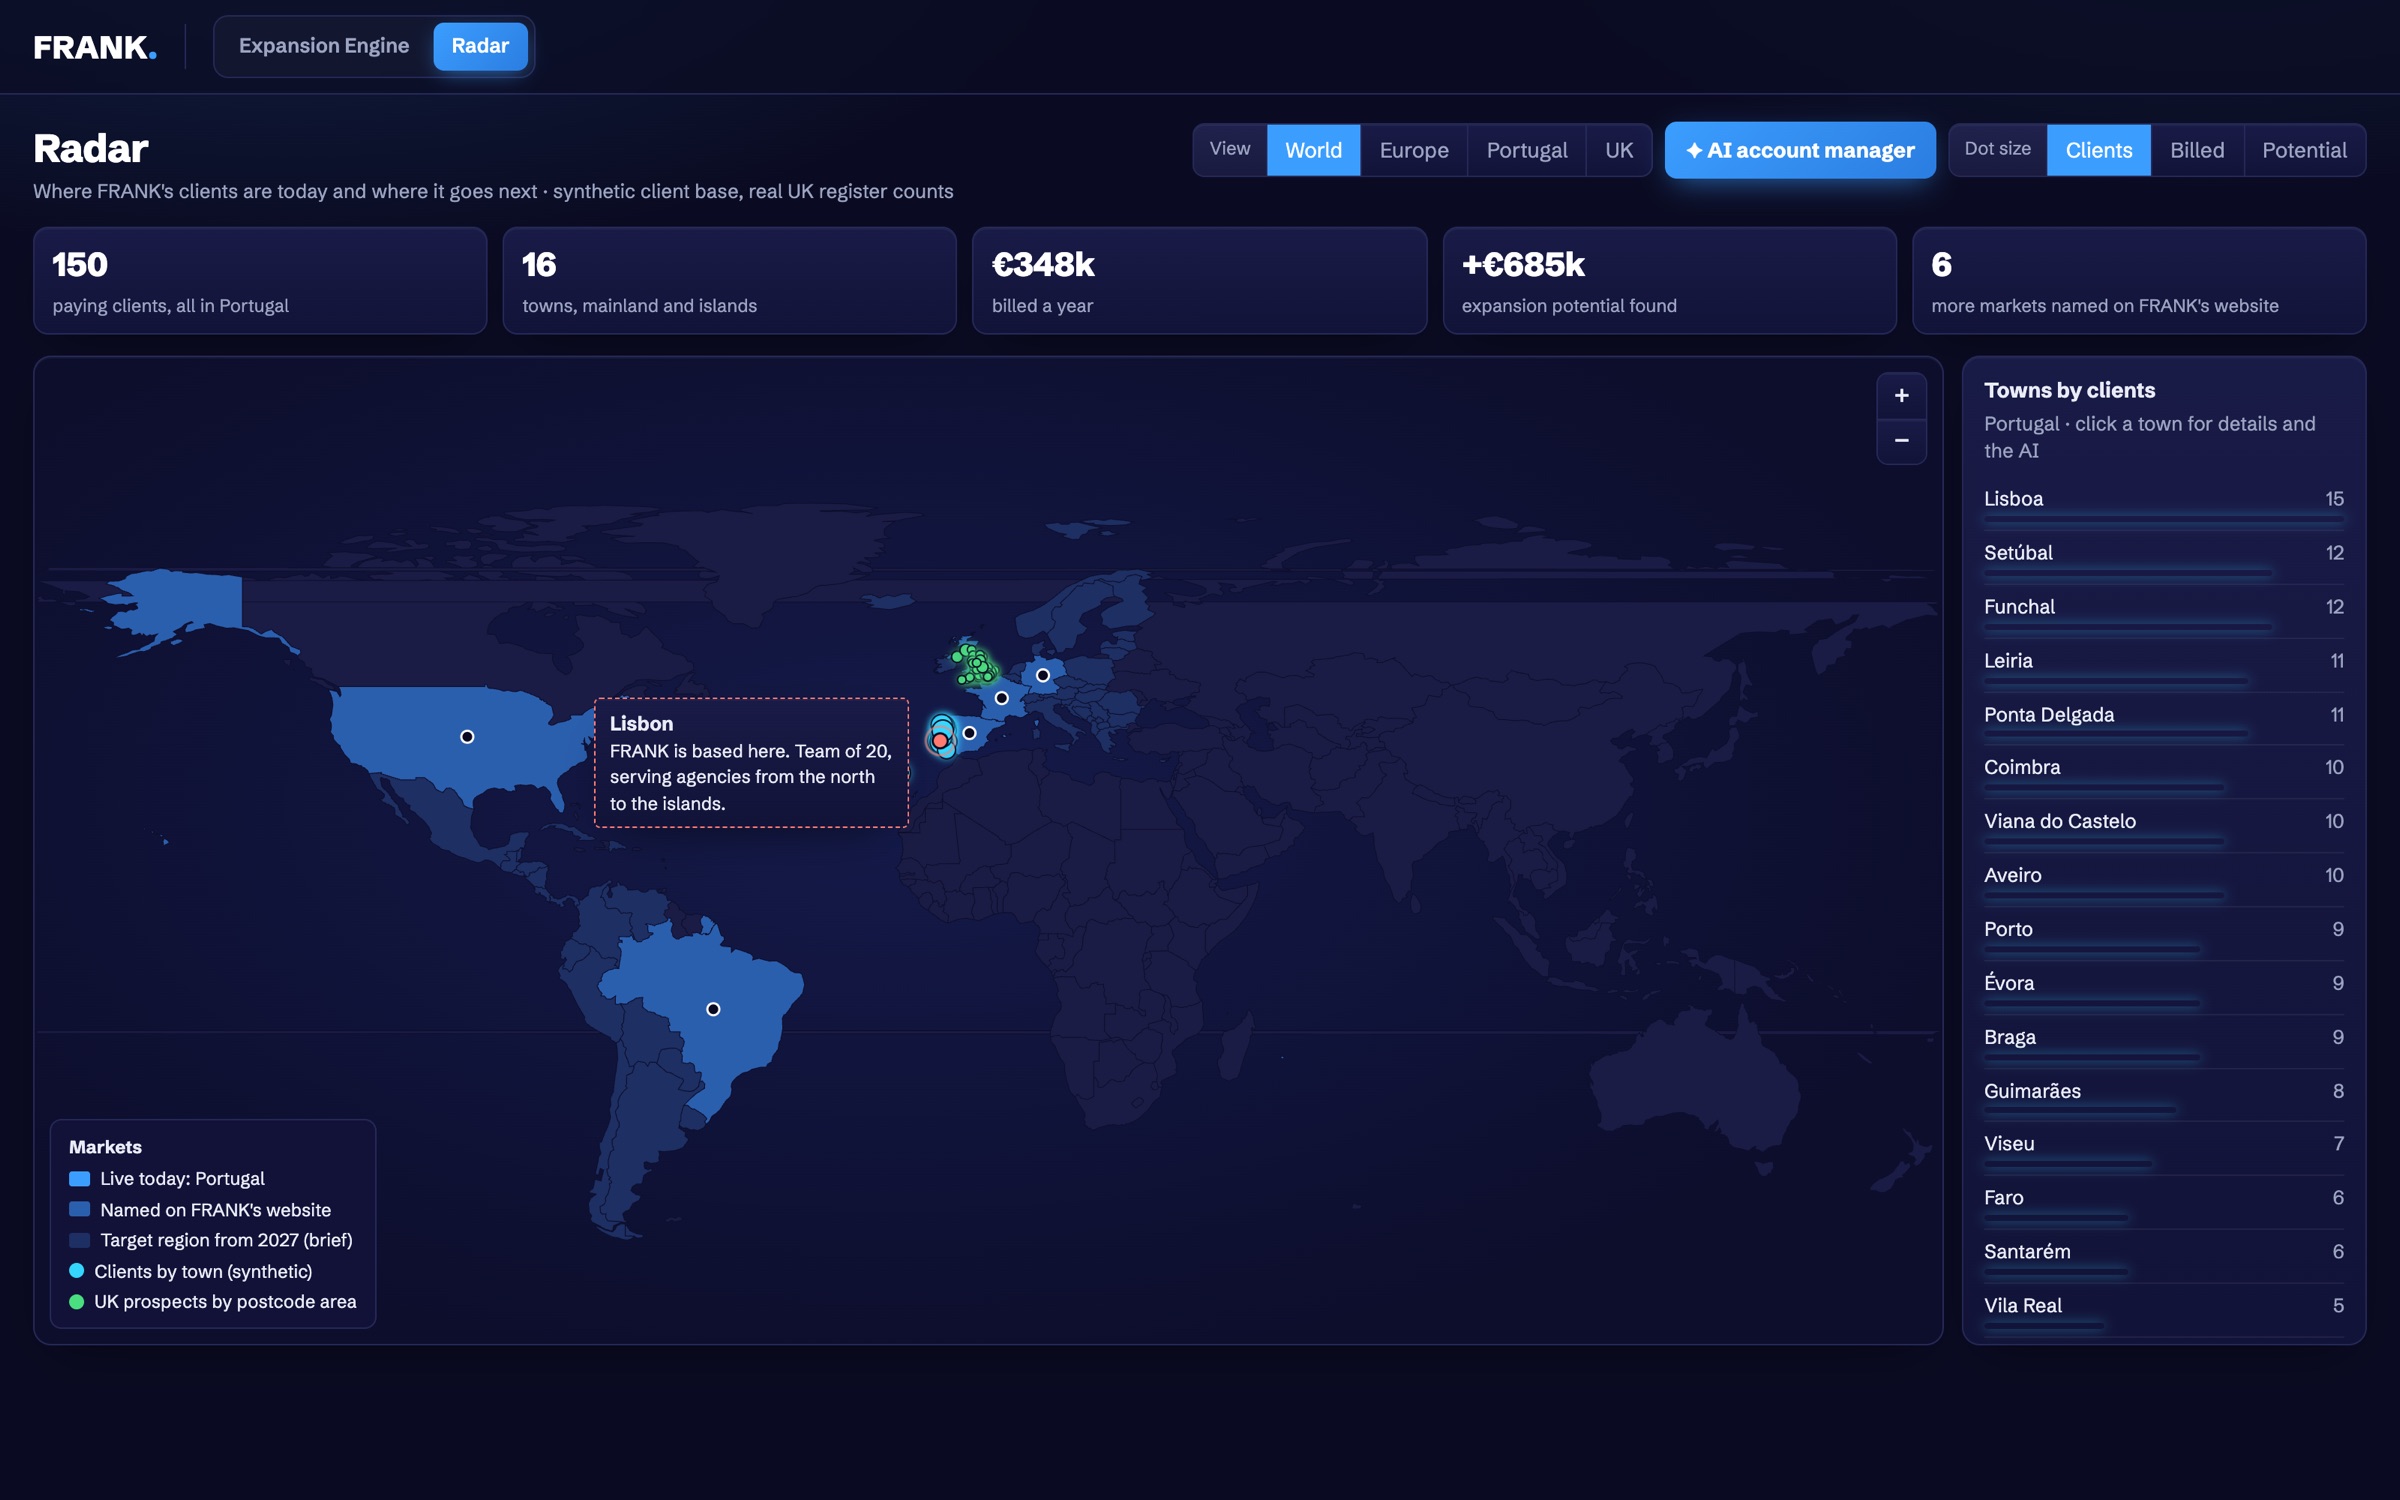 FRANK.
Expansion Engine
Radar
Radar
Where FRANK's clients are today and where it goes next · synthetic client base, real UK register counts
View
World
Europe
Portugal
UK
✦ AI account manager
Dot size
Clients
Billed
Potential
150
paying clients, all in Portugal
16
towns, mainland and islands
€348k
billed a year
+€685k
expansion potential found
6
more markets named on FRANK's website
+
−
Lisbon
FRANK is based here. Team of 20,
serving agencies from the north
to the islands.
Markets
Live today: Portugal
Named on FRANK's website
Target region from 2027 (brief)
Clients by town (synthetic)
UK prospects by postcode area
Towns by clients
Portugal · click a town for details and
the AI
Lisboa 15
Setúbal 12
Funchal 12
Leiria 11
Ponta Delgada 11
Coimbra 10
Viana do Castelo 10
Aveiro 10
Porto 9
Évora 9
Braga 9
Guimarães 8
Viseu 7
Faro 6
Santarém 6
Vila Real 5